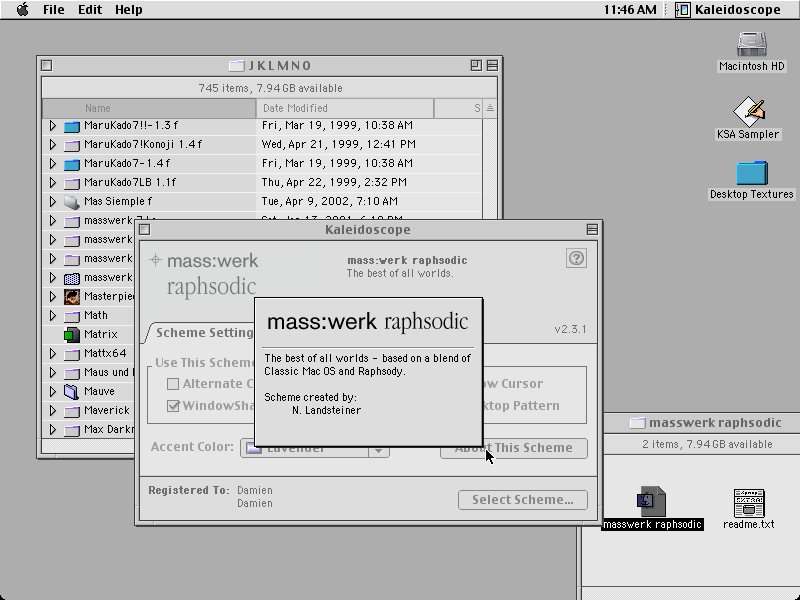 File Edit Help
11:46 AM Kaleidoscope
JKLMNO
745 items, 7.94 GB available
Name Date Modified S
MaruKado7!!-1.3 f Fri, Mar 19, 1999, 10:38 AM
MaruKado7!Konoji 1.4f Wed, Apr 21, 1999, 12:41 PM
MaruKado7-1.4f Fri, Mar 19, 1999, 10:38 AM
MaruKado7LB 1.1f Thu, Apr 22, 1999, 2:32 PM
Mas Siemple f Tue, Apr 9, 2002, 7:10 AM
masswerk
masswerk
masswerk
masswerk
Masterpie
Math
Matrix
Mattx64
Maus und
Mauve
Maverick
Max Darkn
Macintosh HD
KSA Sampler
Desktop Textures
Kaleidoscope
mass:werk
raphsodic
mass:werk raphsodic
The best of all worlds.
v2.3.1
Scheme Setting
Use This Scheme
Alternate C
WindowSha
ow Cursor
ktop Pattern
Accent Color: Lavender
About This Scheme
Registered To: Damien
Damien
Select Scheme...
mass:werk raphsodic
The best of all worlds – based on a blend of
Classic Mac OS and Rhapsody.
Scheme created by:
N. Landsteiner
masswerk raphsodic
2 items, 7.94 GB available
masswerk raphsodic
readme.txt